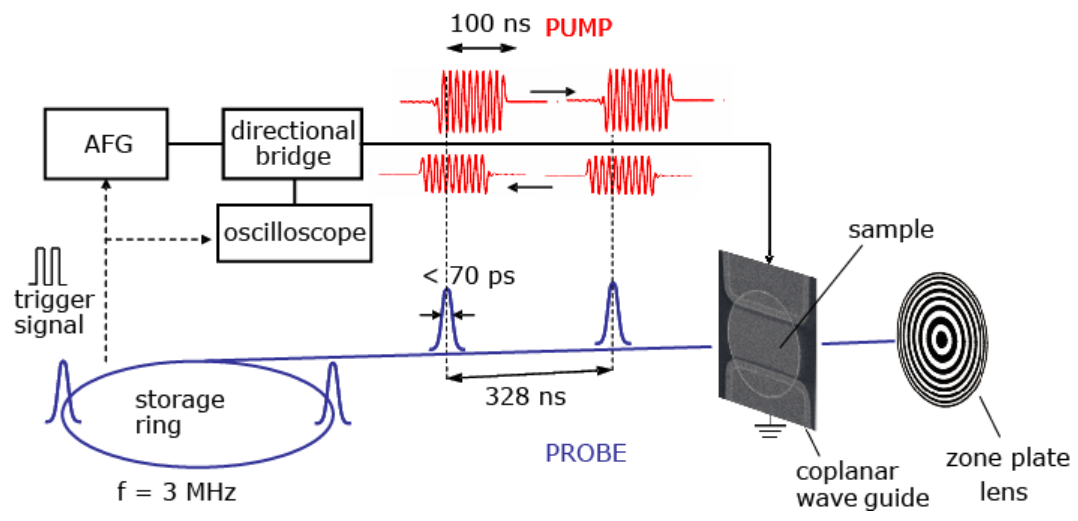 100 ns
PUMP
AFG
directional
bridge
oscilloscope
sample
trigger
signal
< 70 ps
328 ns
storage
ring
PROBE
f = 3 MHz
coplanar
wave guide
zone plate
lens